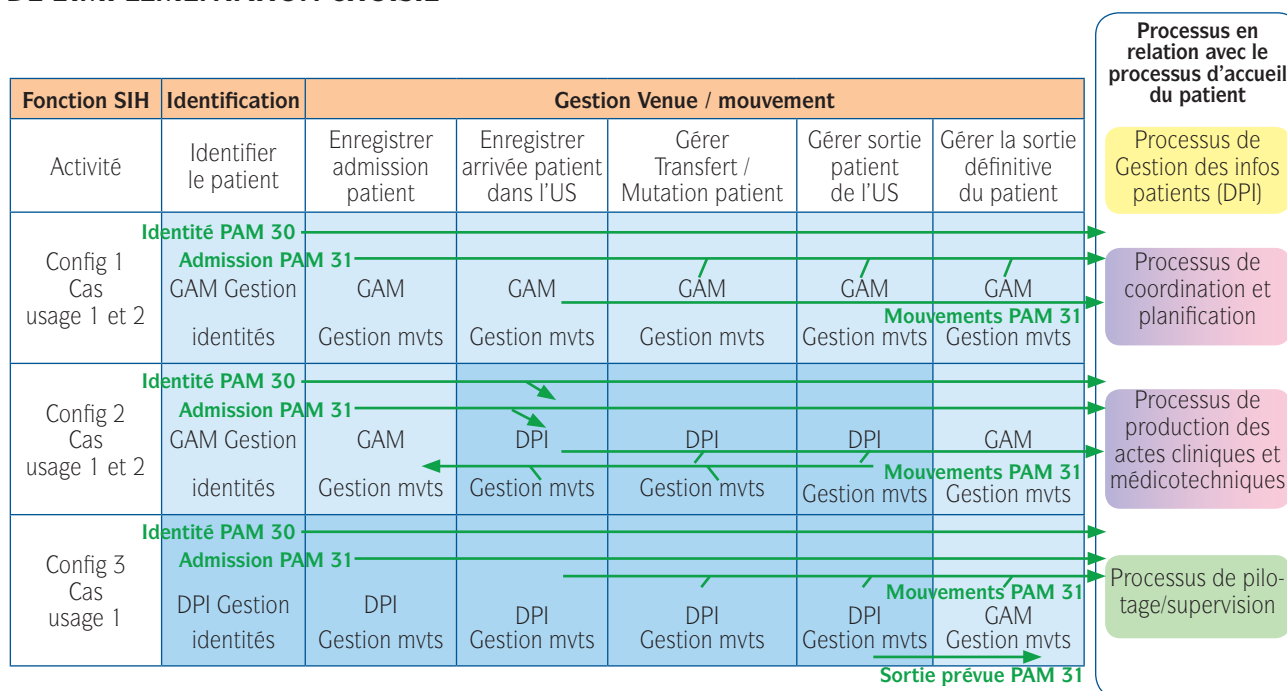 DE L'IMPLÉMENTATION CHOISIE
Processus en
relation avec le
processus d'accueil
du patient
Fonction SIH
Identification
Gestion Venue / mouvement
Activité
Identifier
le patient
Enregistrer
admission
patient
Enregistrer
arrivée patient
dans l'US
Gérer
Transfert /
Mutation patient
Gérer sortie
patient
de l'US
Gérer la sortie
définitive
du patient
Processus de
Gestion des infos
patients (DPI)
Config 1
Cas
usage 1 et 2
Identité PAM 30
Admission PAM 31
GAM Gestion
identités
GAM
Gestion mvts
GAM
Gestion mvts
GAM
Gestion mvts
GAM
Gestion mvts
GAM
Mouvements PAM 31
Gestion mvts
Processus de
coordination et
planification
Config 2
Cas
usage 1 et 2
Identité PAM 30
Admission PAM 31
GAM Gestion
identités
GAM
Gestion mvts
DPI
Gestion mvts
DPI
Gestion mvts
DPI
Gestion mvts
GAM
Mouvements PAM 31
Gestion mvts
Processus de
production des
actes cliniques et
médicotechniques
Config 3
Cas
usage 1
Identité PAM 30
Admission PAM 31
DPI Gestion
identités
DPI
Gestion mvts
DPI
Gestion mvts
DPI
Gestion mvts
DPI
Gestion mvts
Mouvements PAM 31
GAM
Gestion mvts
Sortie prévue PAM 31
Processus de pilo-
tage/supervision